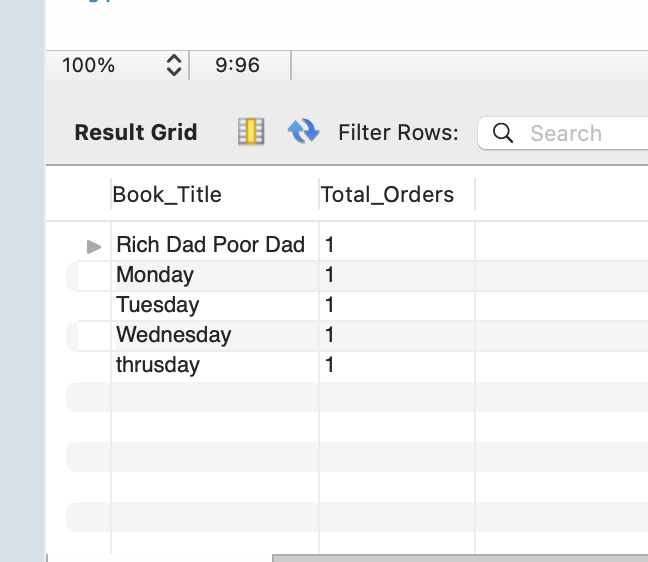 100% 9:96
Result Grid Filter Rows: Search
Book_Title Total_Orders
Rich Dad Poor Dad 1
Monday 1
Tuesday 1
Wednesday 1
thrusday 1